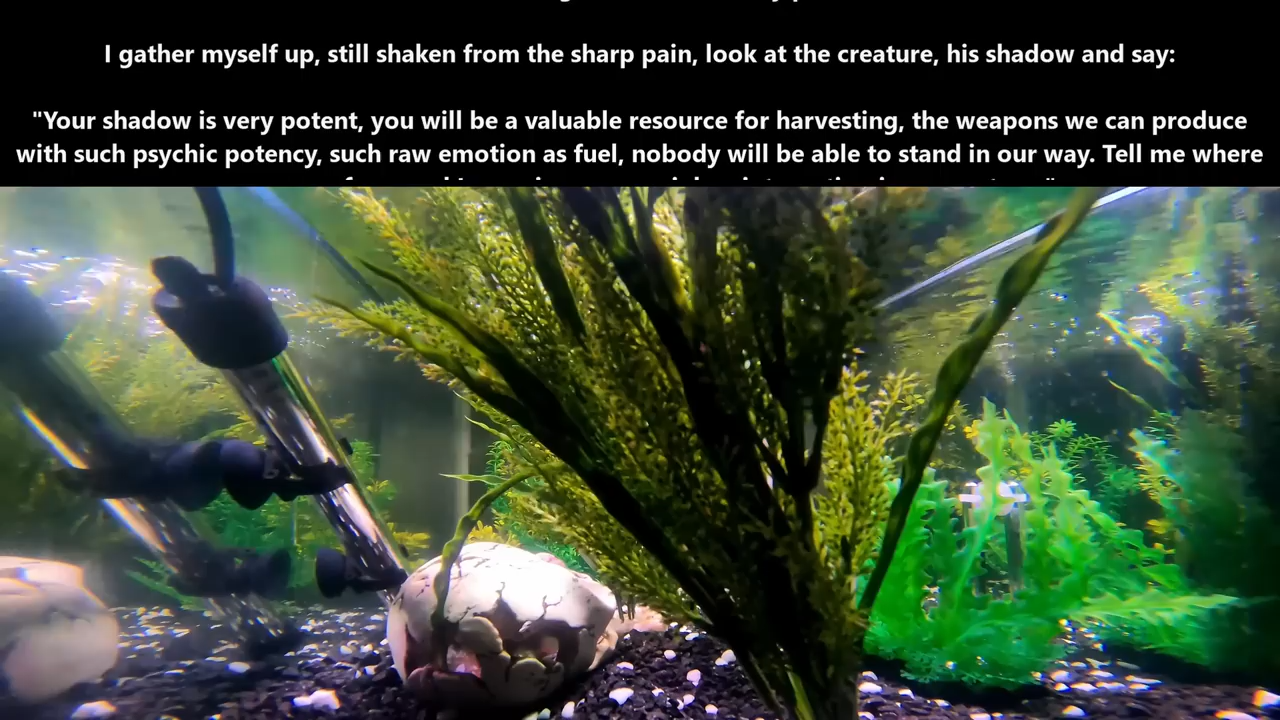 I gather myself up, still shaken from the sharp pain, look at the creature, his shadow and say:
"Your shadow is very potent, you will be a valuable resource for harvesting, the weapons we can produce
with such psychic potency, such raw emotion as fuel, nobody will be able to stand in our way. Tell me where